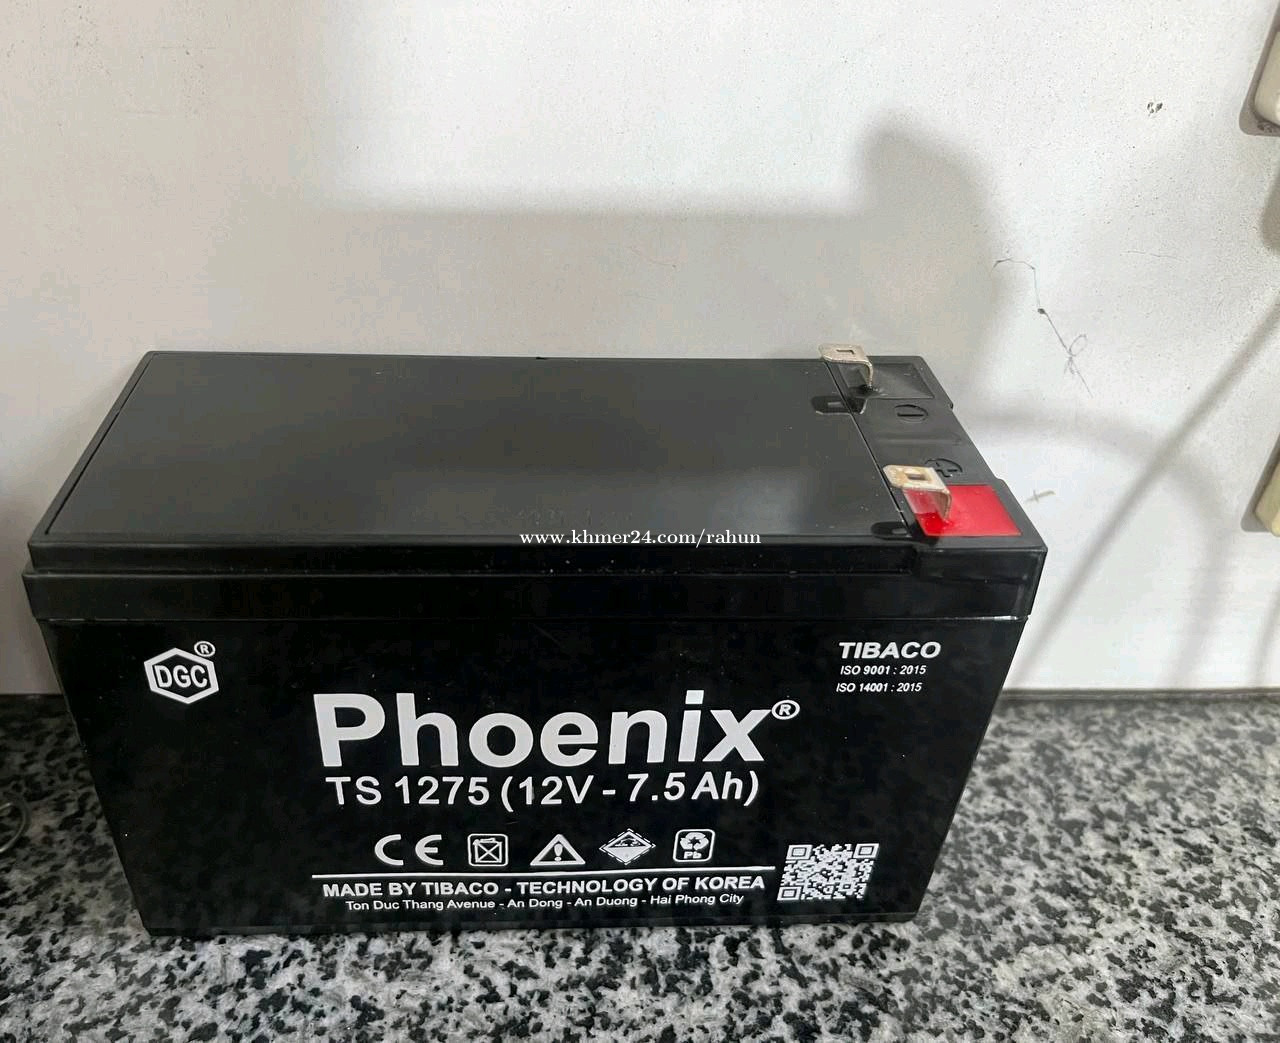 www.khmer24.com/rahun
DGC ®
TIBACO
ISO 9001 : 2015
ISO 14001 : 2015
Phoenix®
TS 1275 (12V - 7.5 Ah)
CE
Pb
MADE BY TIBACO - TECHNOLOGY OF KOREA
Ton Duc Thang Avenue - An Dong - An Duong - Hai Phong City